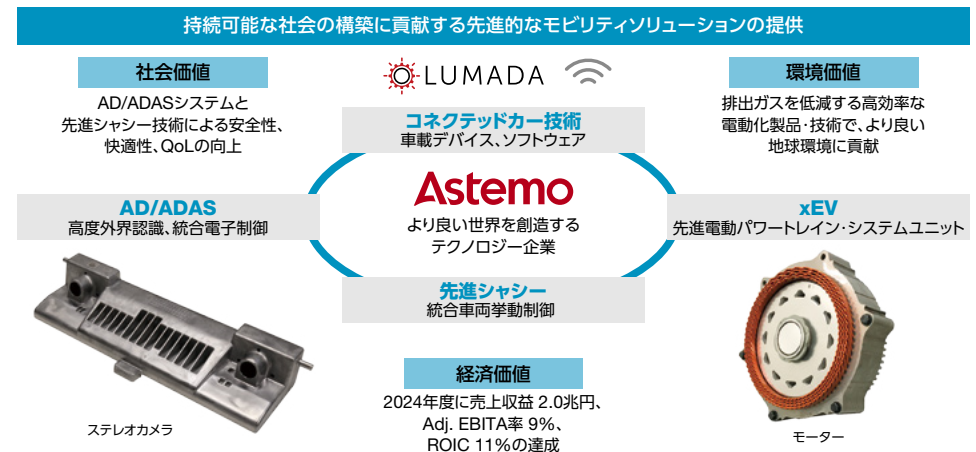 持続可能な社会の構築に貢献する先進的なモビリティソリューションの提供
社会価値
AD/ADASシステムと
先進シャシー技術による安全性、
快適性、QoLの向上
LUMADA
コネクテッドカー技術
車載デバイス、ソフトウェア
環境価値
排出ガスを低減する高効率な
電動化製品・技術で、より良い
地球環境に貢献
AD/ADAS
高度外界認識、統合電子制御
Astemo
より良い世界を創造する
テクノロジー企業
xEV
先進電動パワートレイン・システムユニット
先進シャシー
統合車両挙動制御
ステレオカメラ
経済価値
2024年度に売上収益 2.0兆円、
Adj. EBITA率 9%、
ROIC 11%の達成
モーター